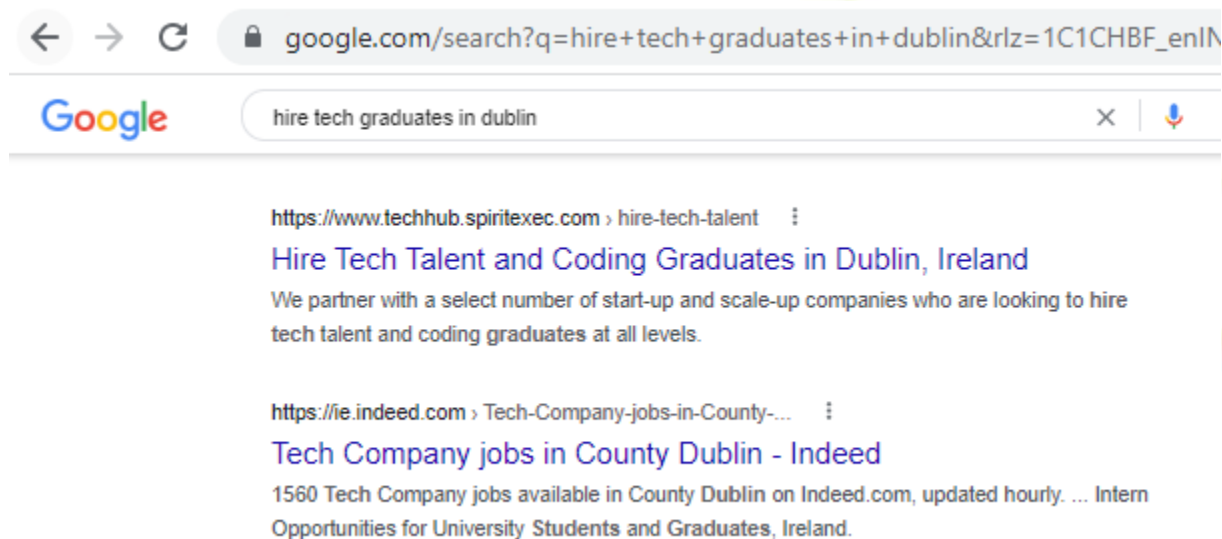 google.com/search?q=hire+tech+graduates+in+dublin&rlz=1C1CHBF_enIN
Google
hire tech graduates in dublin
https://www.techhub.spiritexec.com › hire-tech-talent
Hire Tech Talent and Coding Graduates in Dublin, Ireland
We partner with a select number of start-up and scale-up companies who are looking to hire
tech talent and coding graduates at all levels.
https://ie.indeed.com › Tech-Company-jobs-in-County-...
Tech Company jobs in County Dublin - Indeed
1560 Tech Company jobs available in County Dublin on Indeed.com, updated hourly. ... Intern
Opportunities for University Students and Graduates, Ireland.